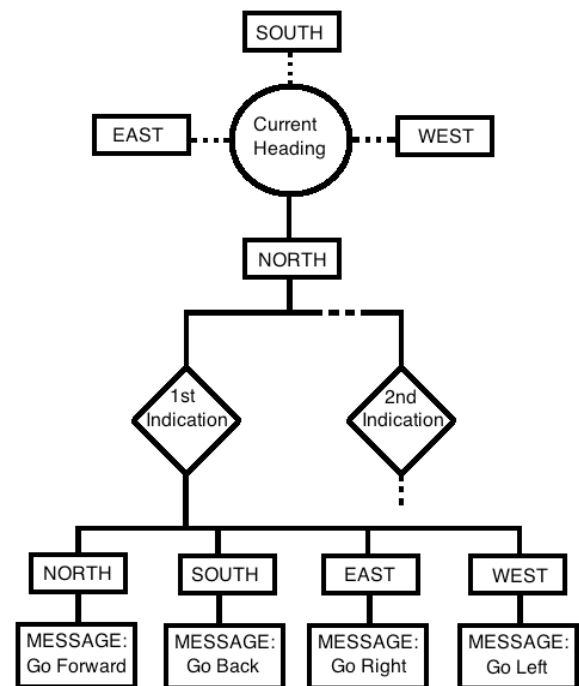 SOUTH
EAST
Current
Heading
WEST
NORTH
1st
Indication
2nd
Indication
NORTH
SOUTH
EAST
WEST
MESSAGE:
Go Forward
MESSAGE:
Go Back
MESSAGE:
Go Right
MESSAGE:
Go Left